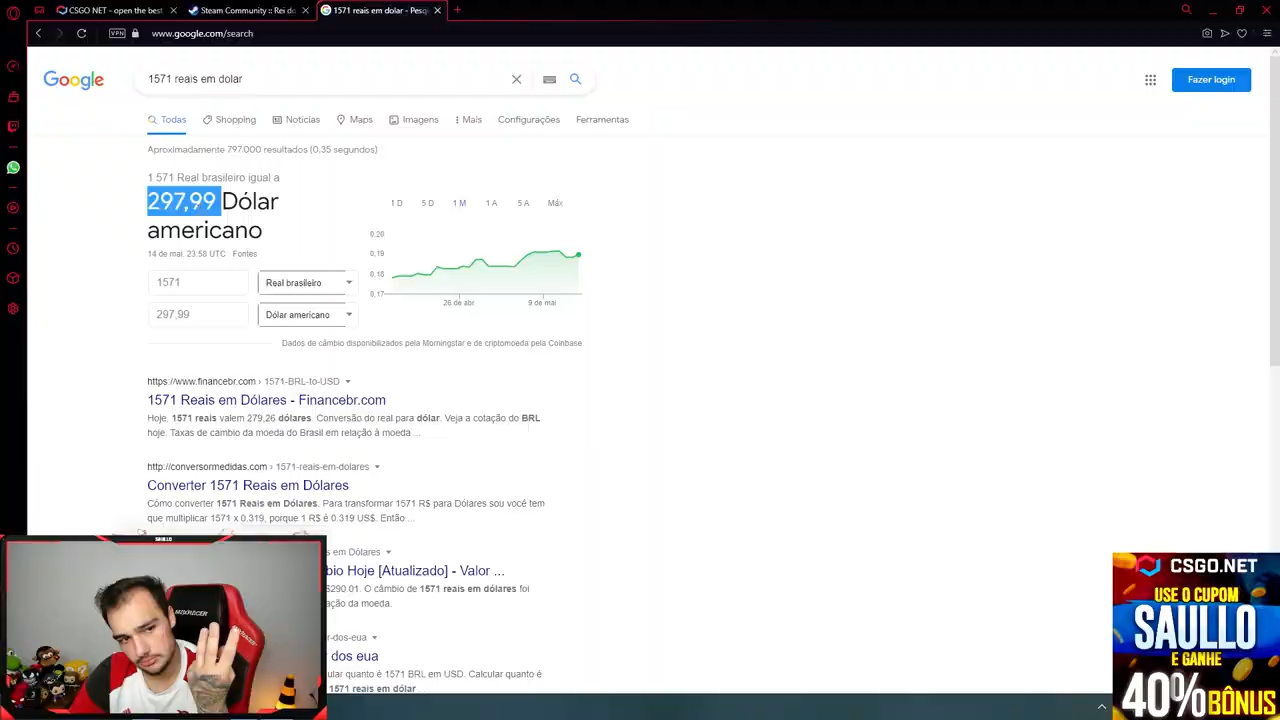 CSGO.NET - open the best
Steam Community :: Rei do
1571 reais em dolar - Pesq
VPN
www.google.com/search
Google
1571 reais em dolar
Fazer login
Todas
Shopping
Notícias
Maps
Imagens
Mais
Configurações
Ferramentas
Aproximadamente 797.000 resultados (0,35 segundos)
1 571 Real brasileiro igual a
297,99 Dólar
americano
14 de mai. 23:58 UTC Fontes
1571
Real brasileiro
297,99
Dólar americano
1 D
5 D
1 M
1 A
5 A
Máx
0,20
0,19
0,18
0,17
26 de abr.
9 de mai
Dados de câmbio disponibilizados pela Morningstar e de criptomoeda pela Coinbase
https://www.financebr.com › 1571-BRL-to-USD
1571 Reais em Dólares - Financebr.com
Hoje, 1571 reais valem 279,26 dólares. Conversão do real para dólar. Veja a cotação do BRL
hoje. Taxas de cambio da moeda do Brasil em relação à moeda ...
http://conversormedidas.com › 1571-reais-em-dolares
Converter 1571 Reais em Dólares
Cómo converter 1571 Reais em Dólares. Para transformar 1571 R$ para Dólares sou você tem
que multiplicar 1571 x 0.319, porque 1 R$ é 0.319 US$. Então ...
s em Dólares
bio Hoje [Atualizado] - Valor ...
$290.01. O câmbio de 1571 reais em dólares foi
ação da moeda.
r-dos-eua
r dos eua
ular quanto é 1571 BRL em USD. Calcular quanto é
1571 reais em dólar ...
SAULLO
MAXRACER
CSGO.NET
USE O CUPOM
SAULLO
E GANHE
40% BÔNUS